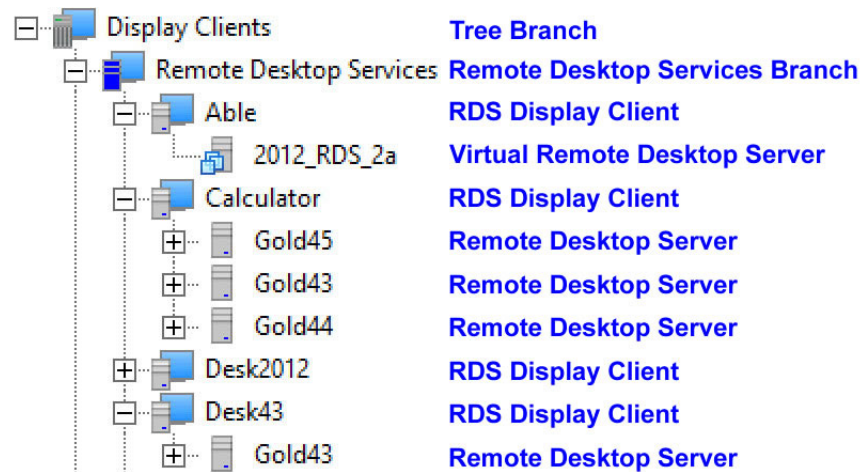 Display Clients Tree Branch
Remote Desktop Services Remote Desktop Services Branch
Able RDS Display Client
2012_RDS_2a Virtual Remote Desktop Server
Calculator RDS Display Client
Gold45 Remote Desktop Server
Gold43 Remote Desktop Server
Gold44 Remote Desktop Server
Desk2012 RDS Display Client
Desk43 RDS Display Client
Gold43 Remote Desktop Server